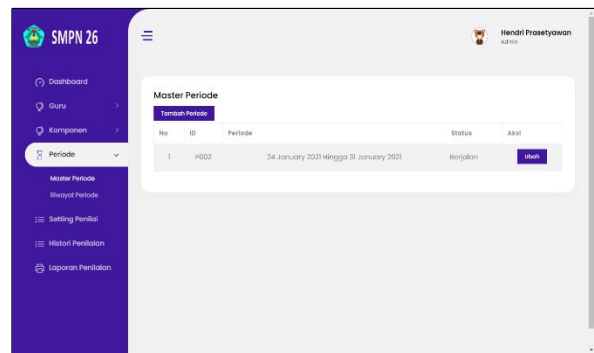 SMPN 26
Hendri Prasetyawan
Admin
Dashboard
Guru
Komponen
Periode
Master Periode
Riwayat Periode
Setting Penilai
Histori Penilaian
Laporan Penilaian
Master Periode
Tambah Periode
No ID Periode Status Aksi
1 P002 24 January 2021 Hingga 31 January 2021 Berjalan Ubah